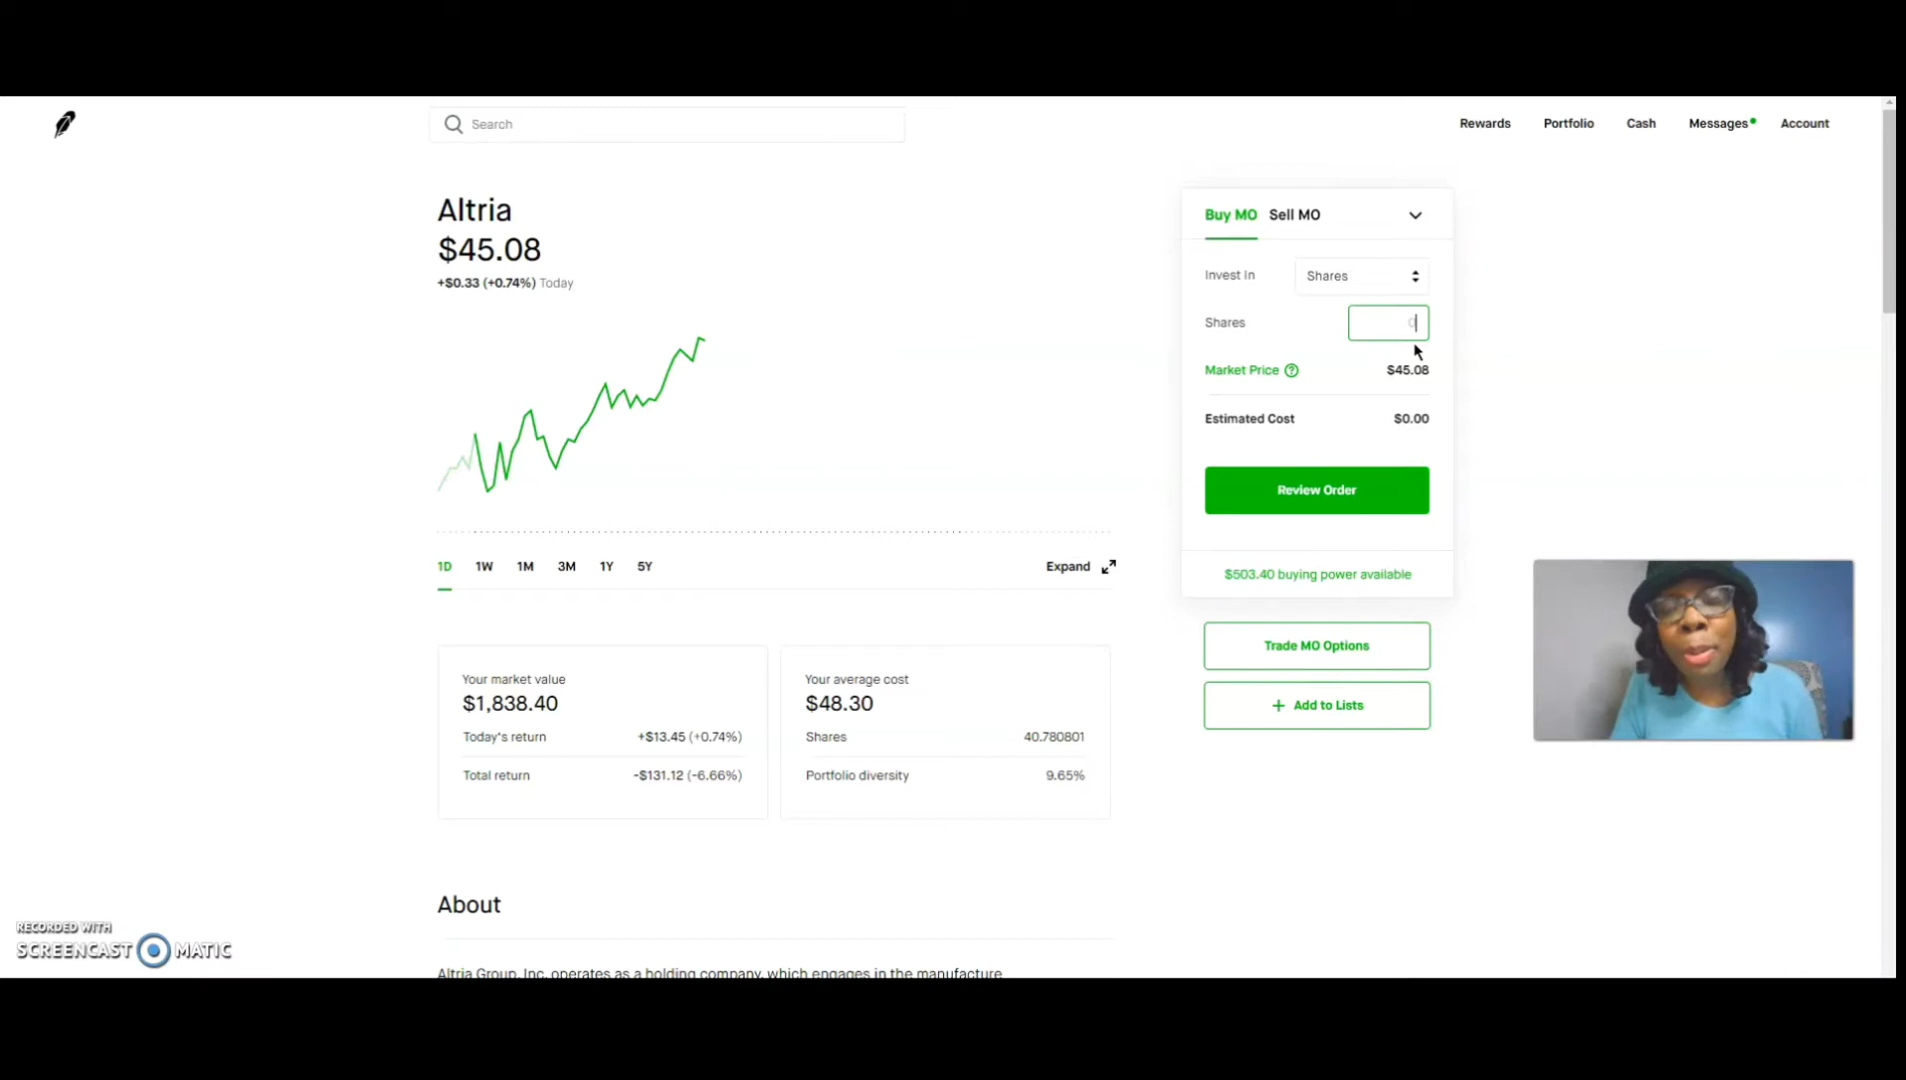 Search
Rewards Portfolio Cash Messages Account
Altria
$45.08
+$0.33 (+0.74%) Today
1D 1W 1M 3M 1Y 5Y Expand
Your market value
$1,838.40
Today's return +$13.45 (+0.74%)
Total return -$131.12 (-6.66%)
Your average cost
$48.30
Shares 40.780801
Portfolio diversity 9.65%
About
Altria Group, Inc. operates as a holding company, which engages in the manufacture
Buy MO Sell MO
Invest In Shares
Shares 0
Market Price ? $45.08
Estimated Cost $0.00
Review Order
$503.40 buying power available
Trade MO Options
+ Add to Lists
RECORDED WITH
SCREENCAST MATIC